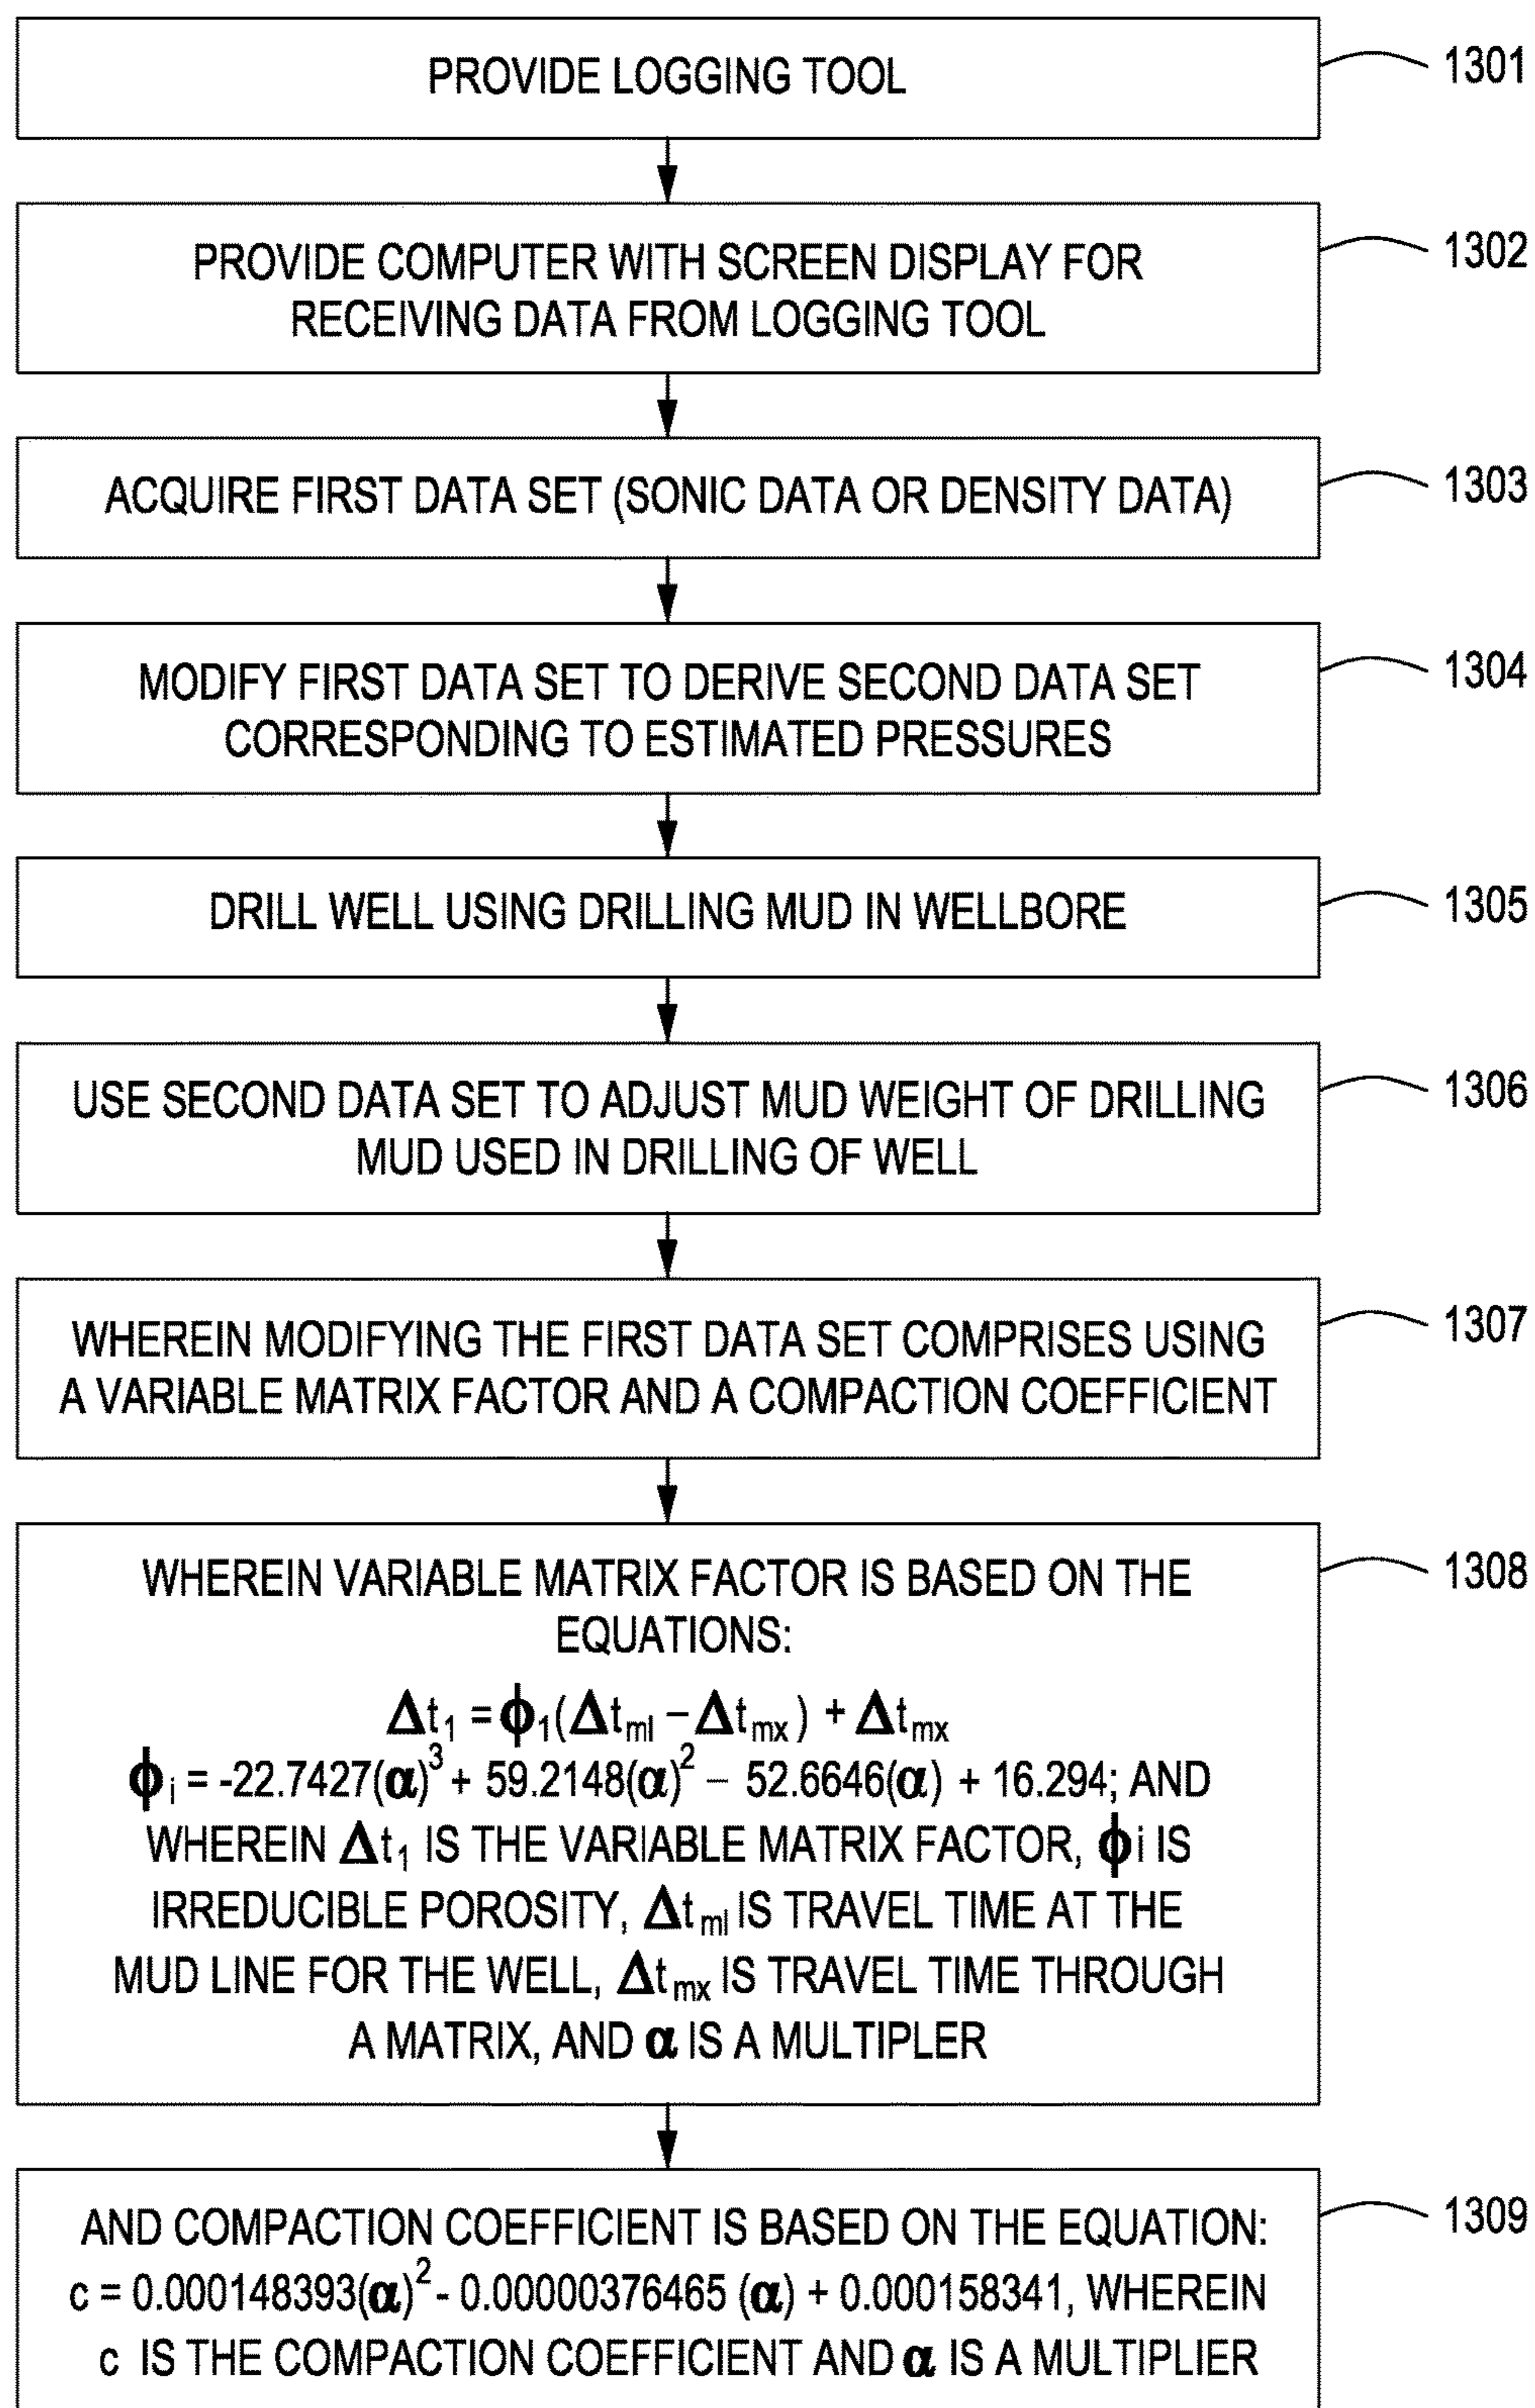 PROVIDE LOGGING TOOL
1301
PROVIDE COMPUTER WITH SCREEN DISPLAY FOR
RECEIVING DATA FROM LOGGING TOOL
1302
ACQUIRE FIRST DATA SET (SONIC DATA OR DENSITY DATA)
1303
MODIFY FIRST DATA SET TO DERIVE SECOND DATA SET
CORRESPONDING TO ESTIMATED PRESSURES
1304
DRILL WELL USING DRILLING MUD IN WELLBORE
1305
USE SECOND DATA SET TO ADJUST MUD WEIGHT OF DRILLING
MUD USED IN DRILLING OF WELL
1306
WHEREIN MODIFYING THE FIRST DATA SET COMPRISES USING
A VARIABLE MATRIX FACTOR AND A COMPACTION COEFFICIENT
1307
WHEREIN VARIABLE MATRIX FACTOR IS BASED ON THE
EQUATIONS:
Δt₁ = ϕ₁(Δt_ml – Δt_mx) + Δt_mx
ϕ_i = -22.7427(α)³ + 59.2148(α)² – 52.6646(α) + 16.294; AND
WHEREIN Δt₁ IS THE VARIABLE MATRIX FACTOR, ϕi IS
IRREDUCIBLE POROSITY, Δt_ml IS TRAVEL TIME AT THE
MUD LINE FOR THE WELL, Δt_mx IS TRAVEL TIME THROUGH
A MATRIX, AND α IS A MULTIPLER
1308
AND COMPACTION COEFFICIENT IS BASED ON THE EQUATION:
c = 0.000148393(α)² - 0.00000376465 (α) + 0.000158341, WHEREIN
c IS THE COMPACTION COEFFICIENT AND α IS A MULTIPLIER
1309